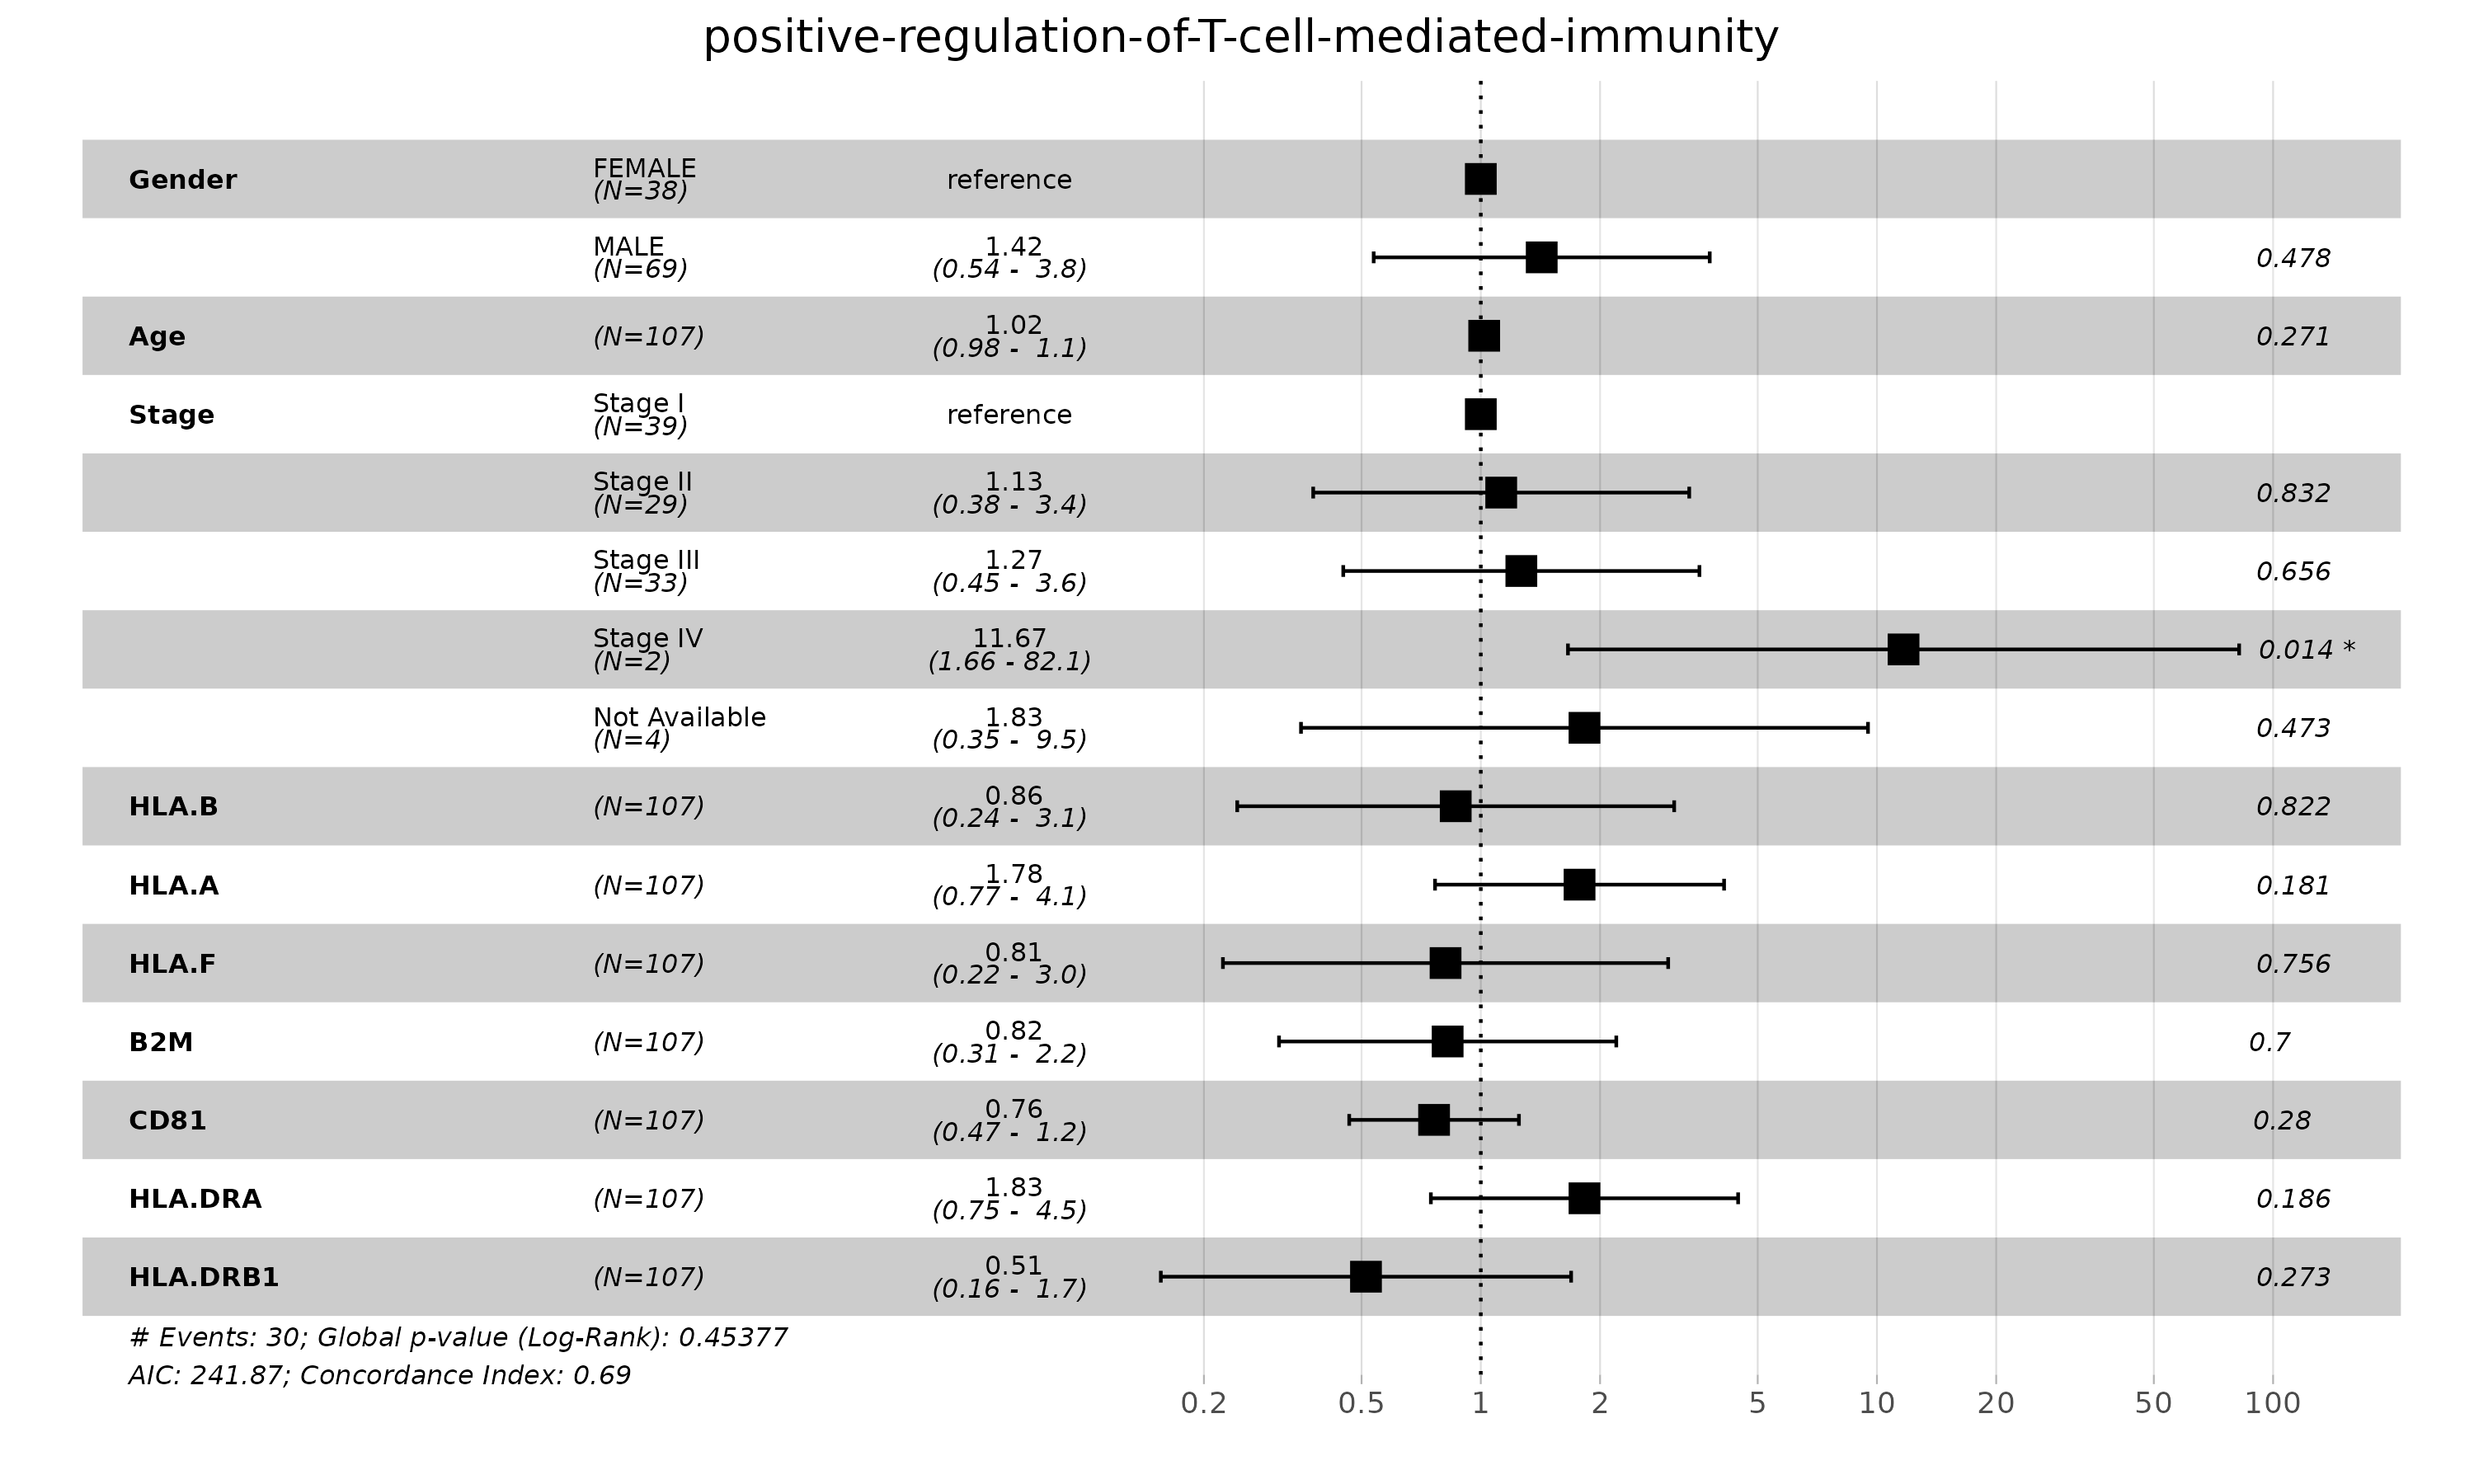 positive-regulation-of-T-cell-mediated-immunity
Gender FEMALE (N=38) reference
MALE (N=69) 1.42 (0.54 - 3.8) 0.478
Age (N=107) 1.02 (0.98 - 1.1) 0.271
Stage Stage I (N=39) reference
Stage II (N=29) 1.13 (0.38 - 3.4) 0.832
Stage III (N=33) 1.27 (0.45 - 3.6) 0.656
Stage IV (N=2) 11.67 (1.66 - 82.1) 0.014 *
Not Available (N=4) 1.83 (0.35 - 9.5) 0.473
HLA.B (N=107) 0.86 (0.24 - 3.1) 0.822
HLA.A (N=107) 1.78 (0.77 - 4.1) 0.181
HLA.F (N=107) 0.81 (0.22 - 3.0) 0.756
B2M (N=107) 0.82 (0.31 - 2.2) 0.7
CD81 (N=107) 0.76 (0.47 - 1.2) 0.28
HLA.DRA (N=107) 1.83 (0.75 - 4.5) 0.186
HLA.DRB1 (N=107) 0.51 (0.16 - 1.7) 0.273
# Events: 30; Global p-value (Log-Rank): 0.45377
AIC: 241.87; Concordance Index: 0.69
0.2 0.5 1 2 5 10 20 50 100